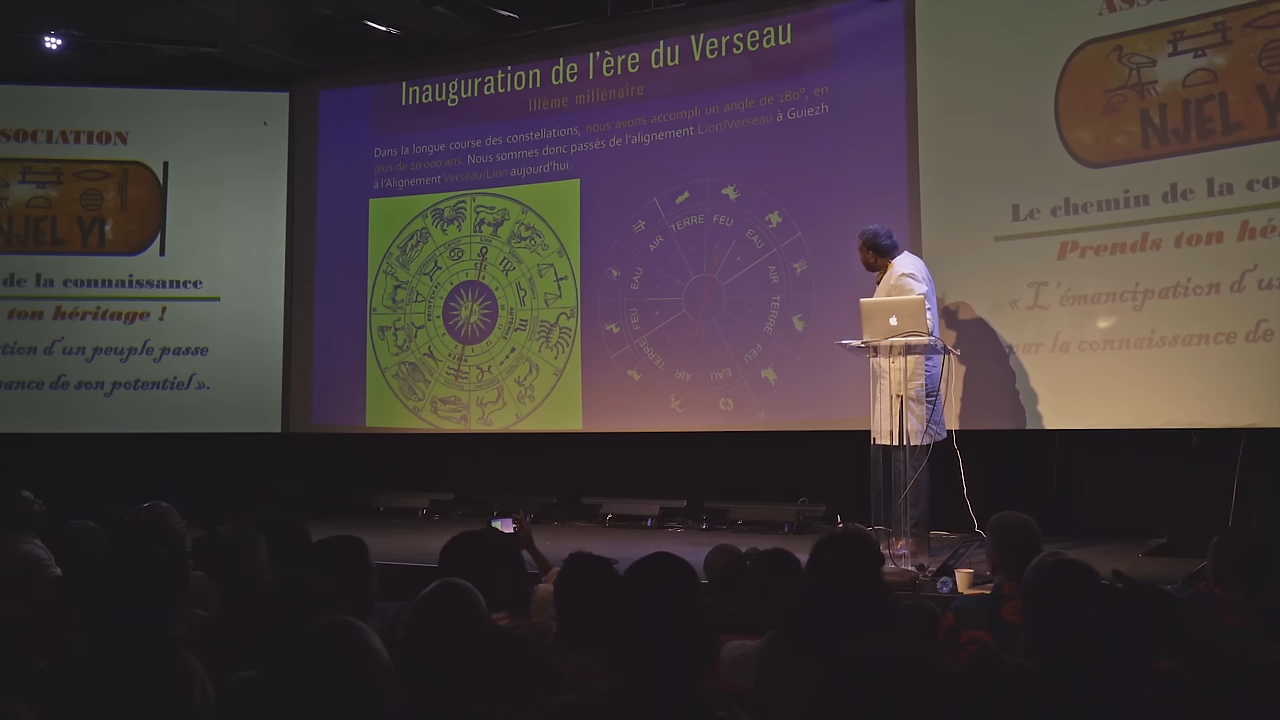 SSOCIATION
NJEL YI
de la connaissance
ton héritage !
tion d'un peuple passe
sance de son potentiel ».
Inauguration de l'ère du Verseau
IIIème millénaire
Dans la longue course des constellations, nous avons accompli un angle de 180°, en
plus de 10 000 ans. Nous sommes donc passés de l'alignement Lion/Verseau à Guiezh
à l'Alignement Verseau/Lion aujourd'hui.
TERRE FEU EAU AIR TERRE FEU EAU AIR TERRE FEU EAU AIR
ASSO
NJEL Y
Le chemin de la co
Prends ton hé
« L'émancipation d'u
par la connaissance de